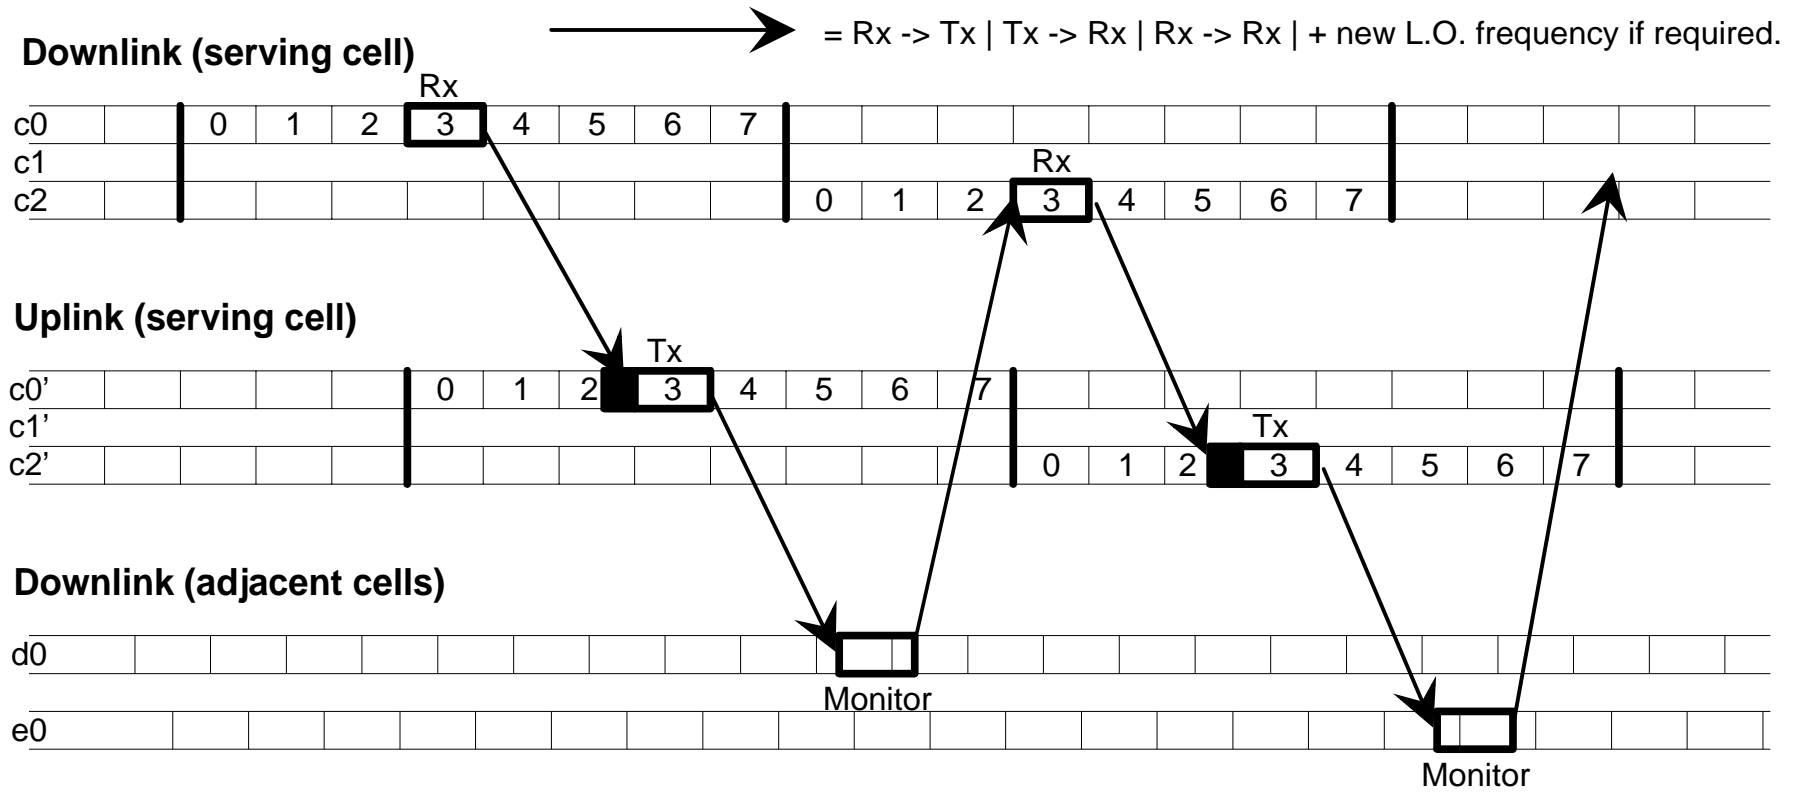 = Rx -> Tx | Tx -> Rx | Rx -> Rx | + new L.O. frequency if required.
Downlink (serving cell)
Rx
c0 0 1 2 3 4 5 6 7
c1 Rx
c2 0 1 2 3 4 5 6 7
Uplink (serving cell)
Tx
c0’ 0 1 2 3 4 5 6 7
c1’ Tx
c2’ 0 1 2 3 4 5 6 7
Downlink (adjacent cells)
d0
Monitor
e0
Monitor